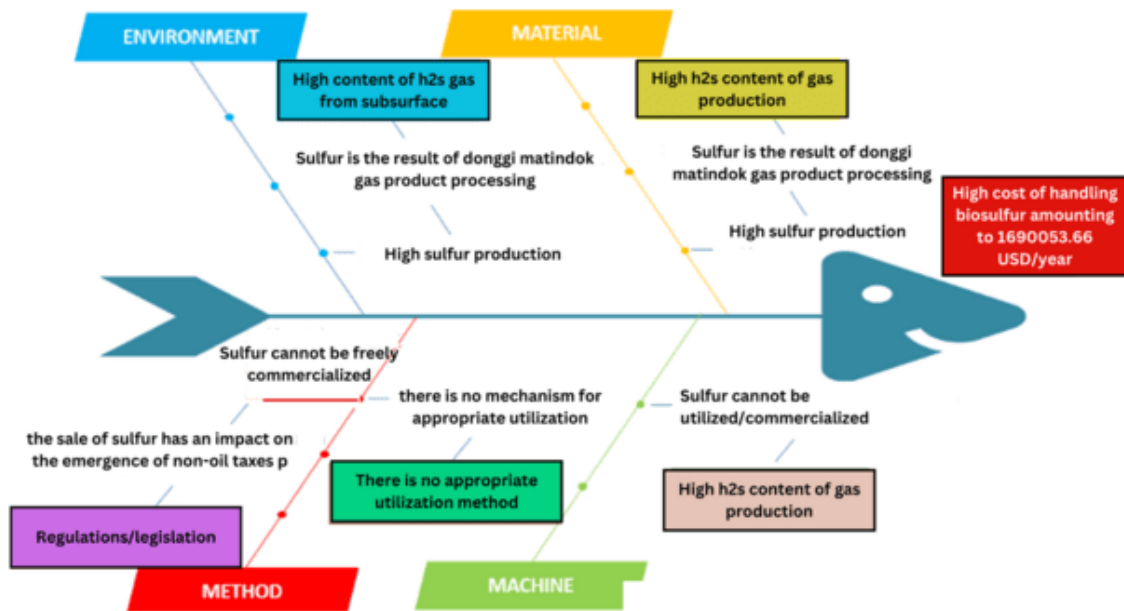 ENVIRONMENT
MATERIAL
High content of h2s gas
from subsurface
Sulfur is the result of donggi matindok
gas product processing
High sulfur production
High h2s content of gas
production
Sulfur is the result of donggi
matindok gas product processing
High sulfur production
High cost of handling
biosulfur amounting
to 1690053.66
USD/year
Sulfur cannot be freely
commercialized
the sale of sulfur has an impact on
the emergence of non-oil taxes p
Regulations/legislation
there is no mechanism for
appropriate utilization
There is no appropriate
utilization method
Sulfur cannot be
utilized/commercialized
High h2s content of gas
production
METHOD
MACHINE